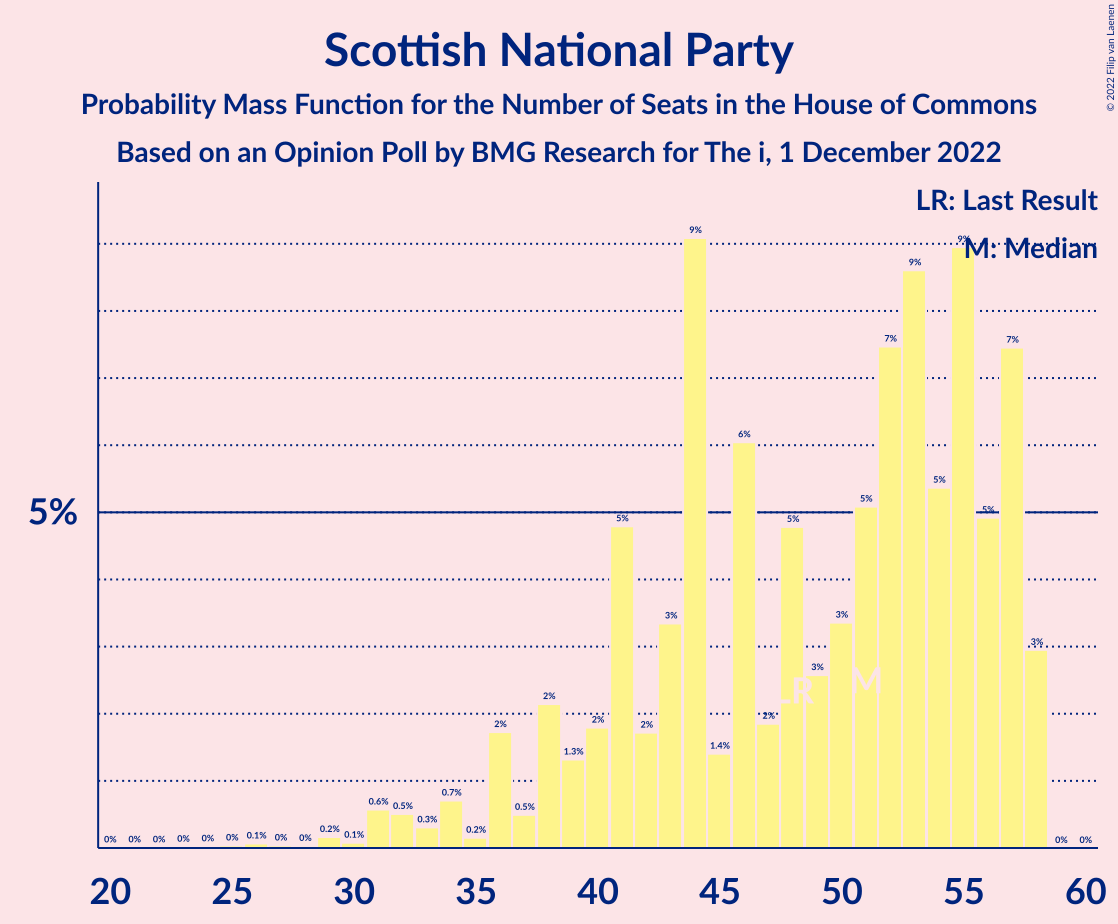 Scottish National Party
Probability Mass Function for the Number of Seats in the House of Commons
Based on an Opinion Poll by BMG Research for The i, 1 December 2022
© 2022 Filip van Laenen
LR: Last Result
M: Median
5%
0% 0% 0% 0% 0% 0% 0.1% 0% 0% 0.2% 0.1% 0.6% 0.5% 0.3% 0.7% 0.2% 2% 0.5% 2% 1.3% 2% 5% 2% 3% 9% 1.4% 6% 2% 5% 3% 3% 5% 7% 9% 5% 9% 5% 7% 3% 0% 0%
LR M
20 25 30 35 40 45 50 55 60